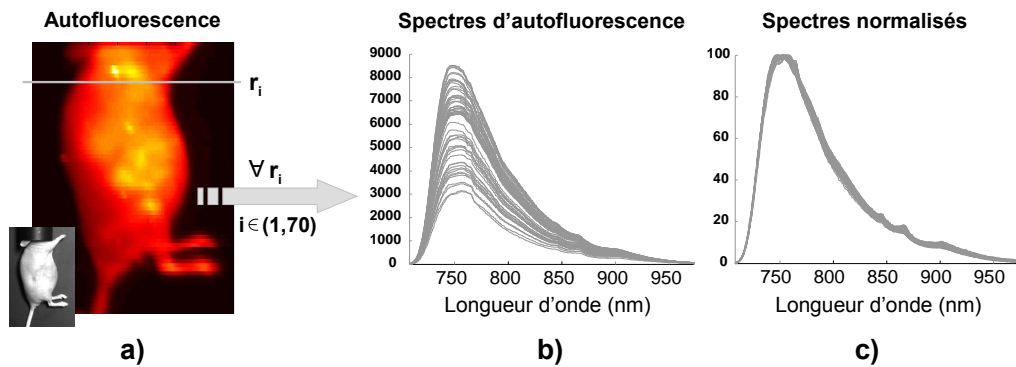 Autofluorescence
r_i
∀ r_i
i ∈ (1,70)
a)
Spectres d'autofluorescence
9000
8000
7000
6000
5000
4000
3000
2000
1000
0
750 800 850 900 950
Longueur d'onde (nm)
b)
Spectres normalisés
100
80
60
40
20
0
750 800 850 900 950
Longueur d'onde (nm)
c)